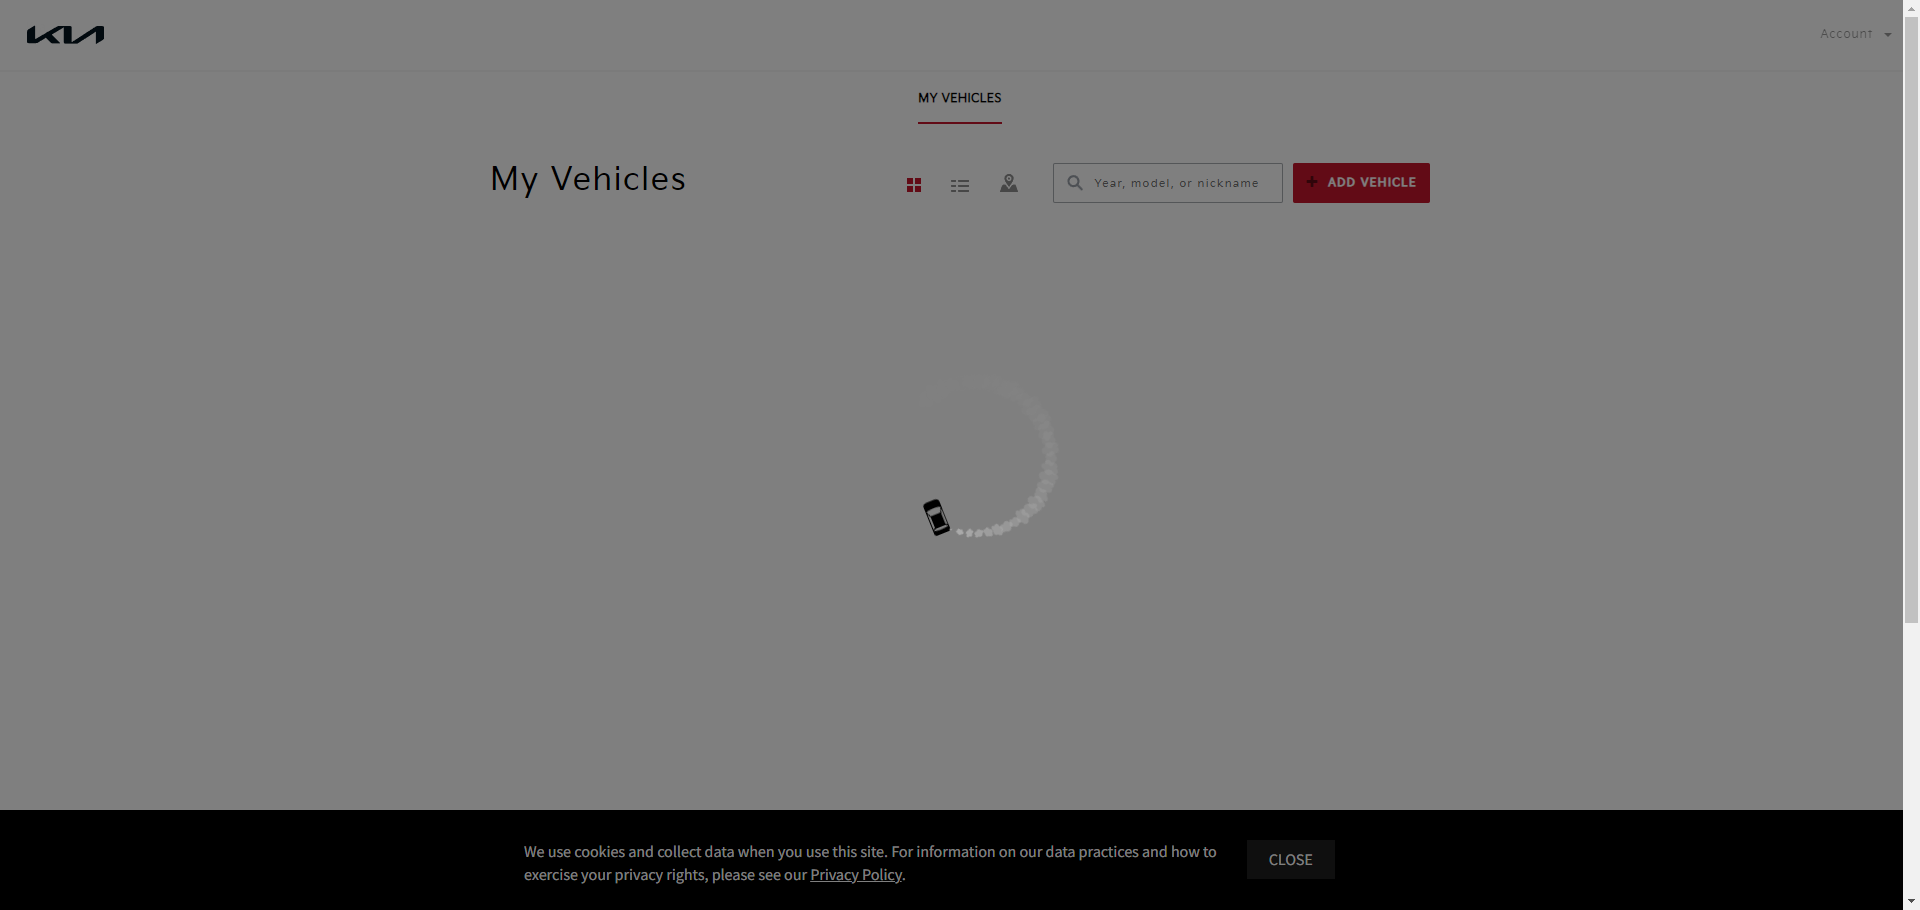 KIA
Account
MY VEHICLES
My Vehicles
Year, model, or nickname
ADD VEHICLE
We use cookies and collect data when you use this site. For information on our data practices and how to
exercise your privacy rights, please see our Privacy Policy.
CLOSE